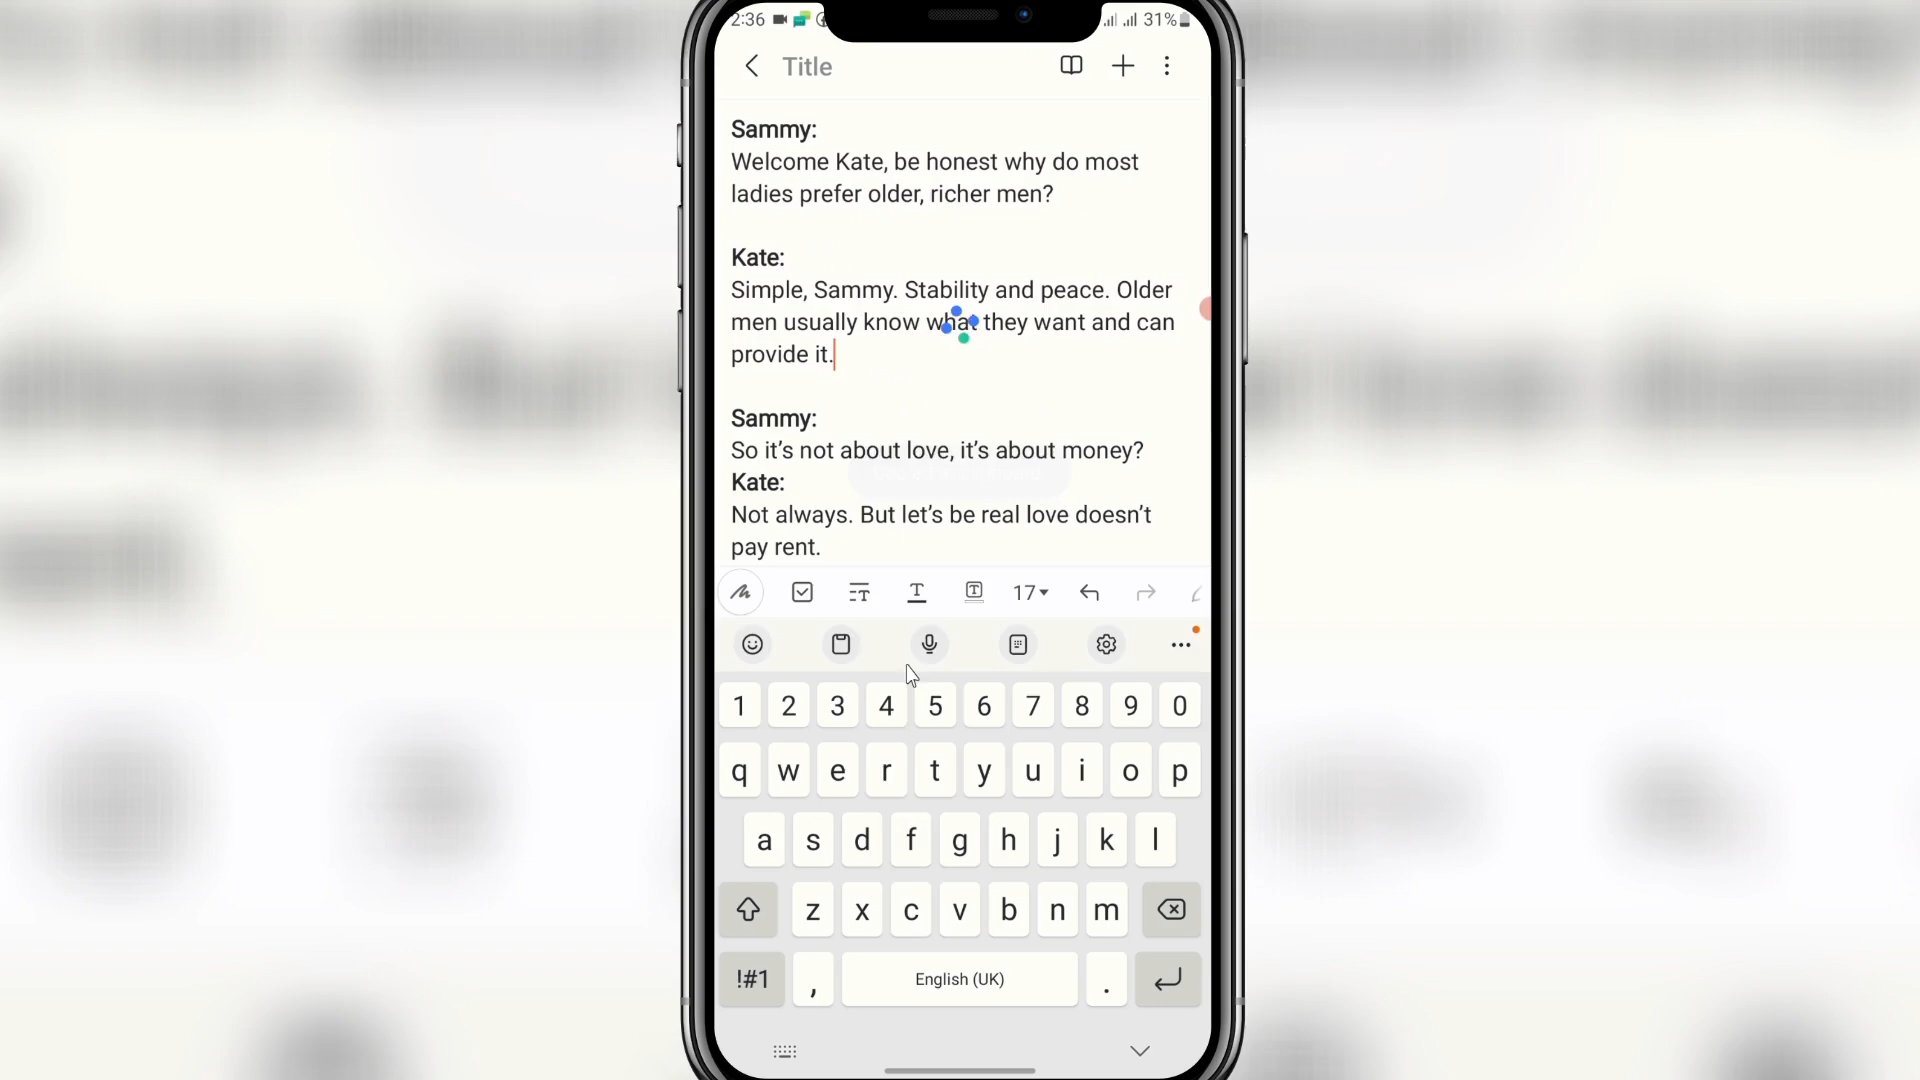 2:36
31%
Title
Sammy:
Welcome Kate, be honest why do most
ladies prefer older, richer men?
Kate:
Simple, Sammy. Stability and peace. Older
men usually know what they want and can
provide it.
Sammy:
So it’s not about love, it’s about money?
Kate:
Not always. But let’s be real love doesn’t
pay rent.
17
1 2 3 4 5 6 7 8 9 0
q w e r t y u i o p
a s d f g h j k l
z x c v b n m
!#1 , English (UK) .